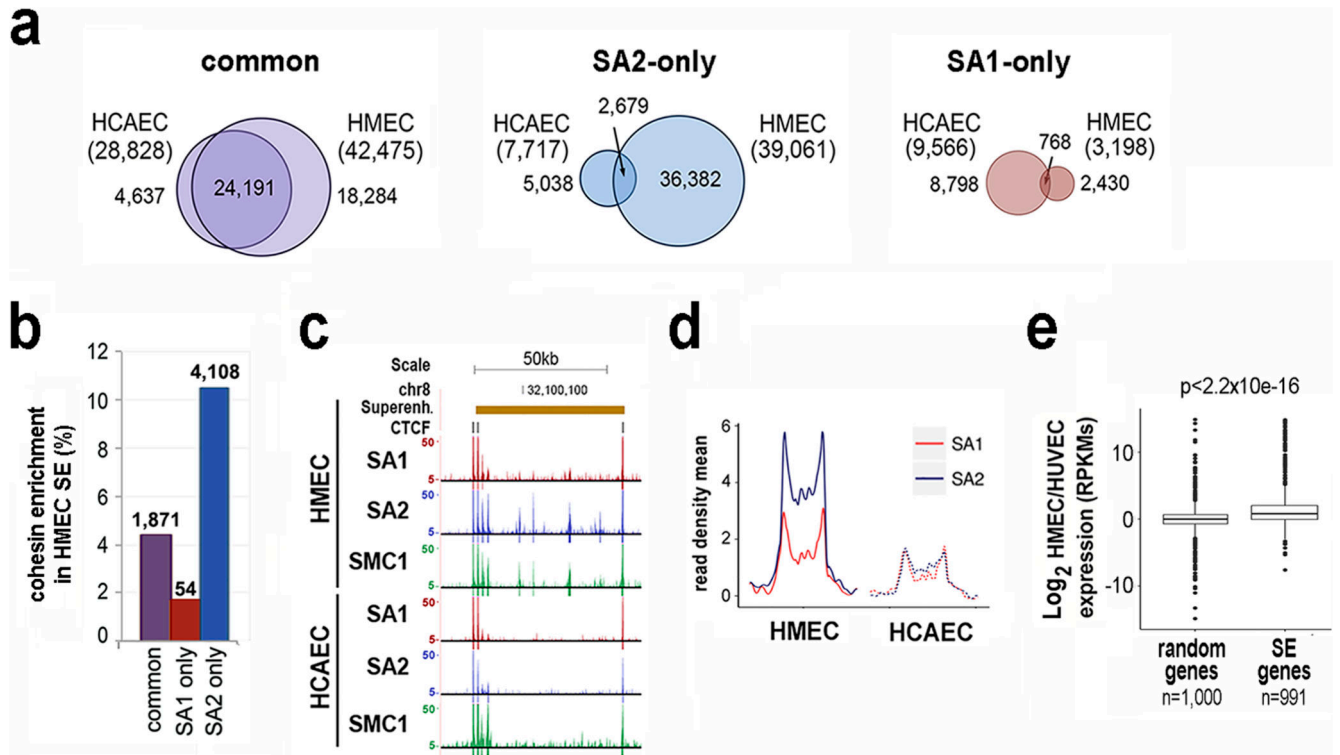 a
common
HCAEC
(28,828)
4,637
24,191
HMEC
(42,475)
18,284
SA2-only
2,679
HCAEC
(7,717)
5,038
36,382
HMEC
(39,061)
SA1-only
HCAEC
(9,566)
8,798
768
HMEC
(3,198)
2,430
b
cohesin enrichment
in HMEC SE (%)
12
10
8
6
4
2
0
1,871
54
4,108
common
SA1 only
SA2 only
c
Scale
50kb
chr8
32,100,100
Superenh.
CTCF
HMEC
SA1
50
5
SA2
50
5
SMC1
50
5
HCAEC
SA1
50
5
SA2
50
5
SMC1
50
5
d
read density mean
6
4
2
0
SA1
SA2
HMEC
HCAEC
e
p<2.2x10e-16
Log2 HMEC/HUVEC
expression (RPKMs)
10
0
-10
random
genes
n=1,000
SE
genes
n=991